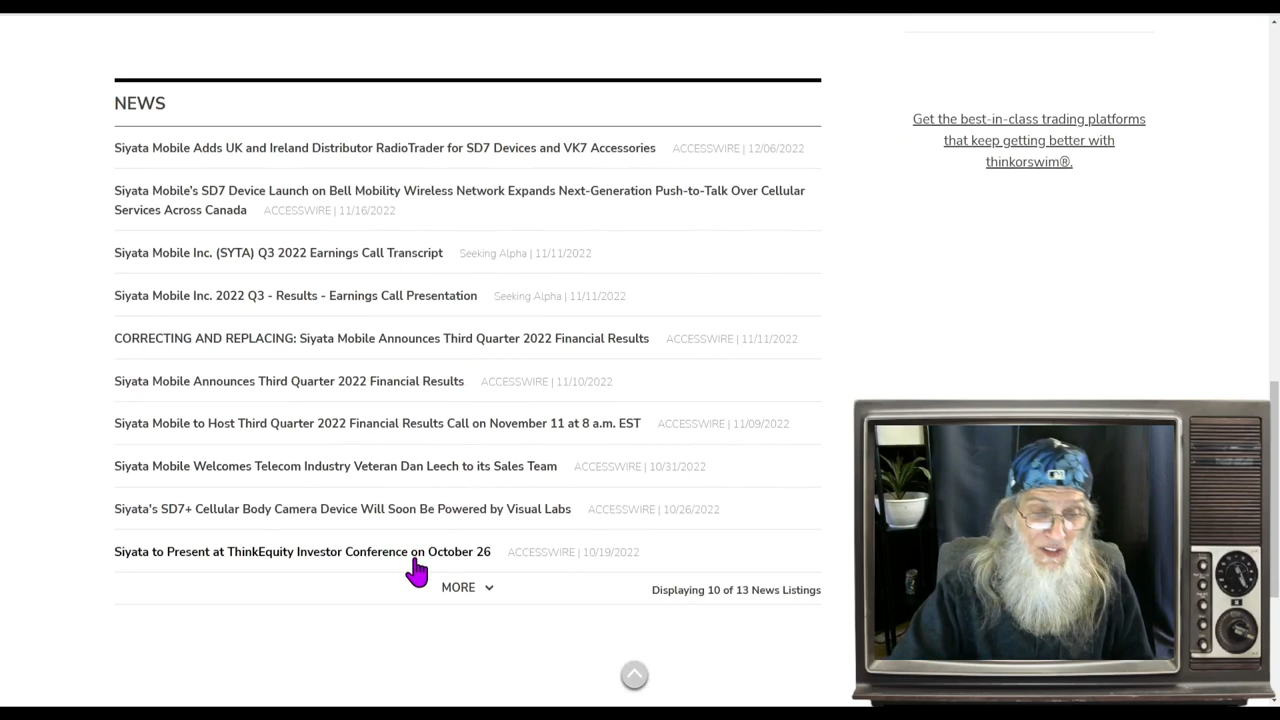 NEWS
Siyata Mobile Adds UK and Ireland Distributor RadioTrader for SD7 Devices and VK7 Accessories ACCESSWIRE | 12/06/2022
Siyata Mobile's SD7 Device Launch on Bell Mobility Wireless Network Expands Next-Generation Push-to-Talk Over Cellular
Services Across Canada ACCESSWIRE | 11/16/2022
Siyata Mobile Inc. (SYTA) Q3 2022 Earnings Call Transcript Seeking Alpha | 11/11/2022
Siyata Mobile Inc. 2022 Q3 - Results - Earnings Call Presentation Seeking Alpha | 11/11/2022
CORRECTING AND REPLACING: Siyata Mobile Announces Third Quarter 2022 Financial Results ACCESSWIRE | 11/11/2022
Siyata Mobile Announces Third Quarter 2022 Financial Results ACCESSWIRE | 11/10/2022
Siyata Mobile to Host Third Quarter 2022 Financial Results Call on November 11 at 8 a.m. EST ACCESSWIRE | 11/09/2022
Siyata Mobile Welcomes Telecom Industry Veteran Dan Leech to its Sales Team ACCESSWIRE | 10/31/2022
Siyata's SD7+ Cellular Body Camera Device Will Soon Be Powered by Visual Labs ACCESSWIRE | 10/26/2022
Siyata to Present at ThinkEquity Investor Conference on October 26 ACCESSWIRE | 10/19/2022
MORE
Displaying 10 of 13 News Listings
Get the best-in-class trading platforms
that keep getting better with
thinkorswim®.